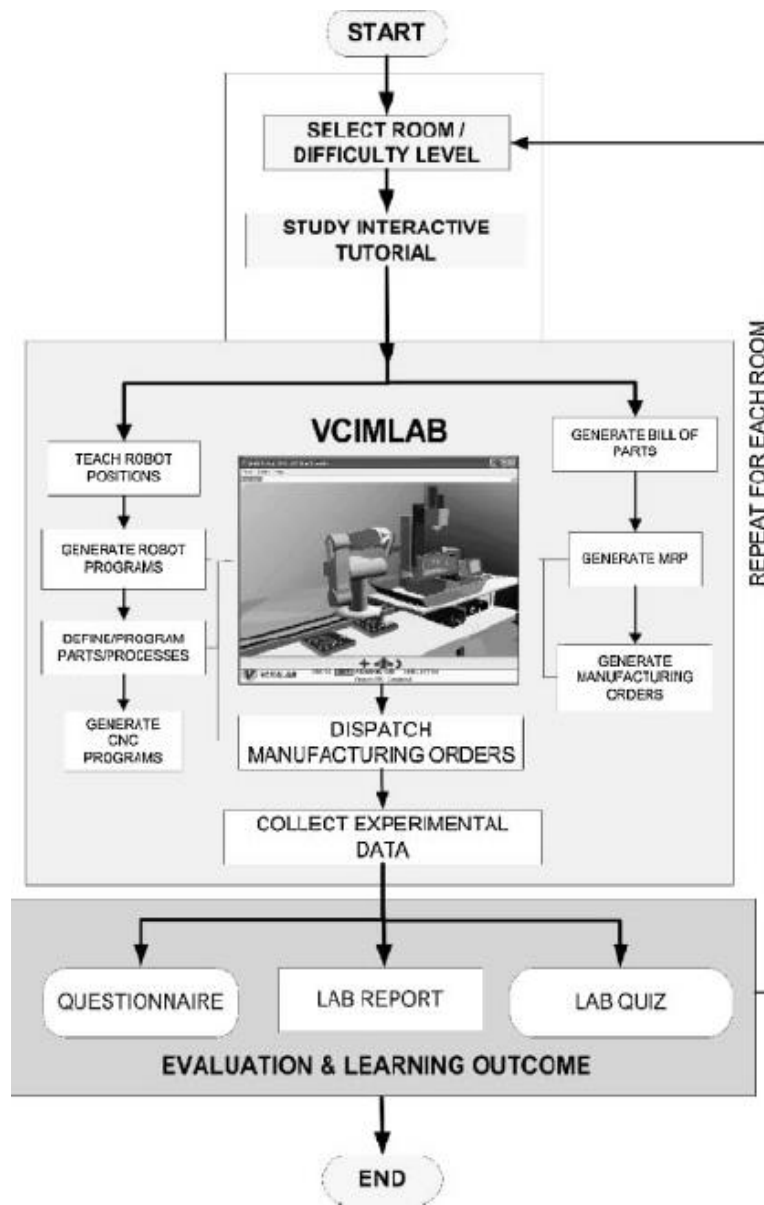 START
SELECT ROOM /
DIFFICULTY LEVEL
STUDY INTERACTIVE
TUTORIAL
REPEAT FOR EACH ROOM
VCIMLAB
TEACH ROBOT
POSITIONS
GENERATE ROBOT
PROGRAMS
DEFINE/PROGRAM
PARTS/PROCESSES
GENERATE
CNC
PROGRAMS
GENERATE BILL OF
PARTS
GENERATE MRP
GENERATE
MANUFACTURING
ORDERS
VCIMLAB
DISPATCH
MANUFACTURING ORDERS
COLLECT EXPERIMENTAL
DATA
QUESTIONNAIRE
LAB REPORT
LAB QUIZ
EVALUATION & LEARNING OUTCOME
END